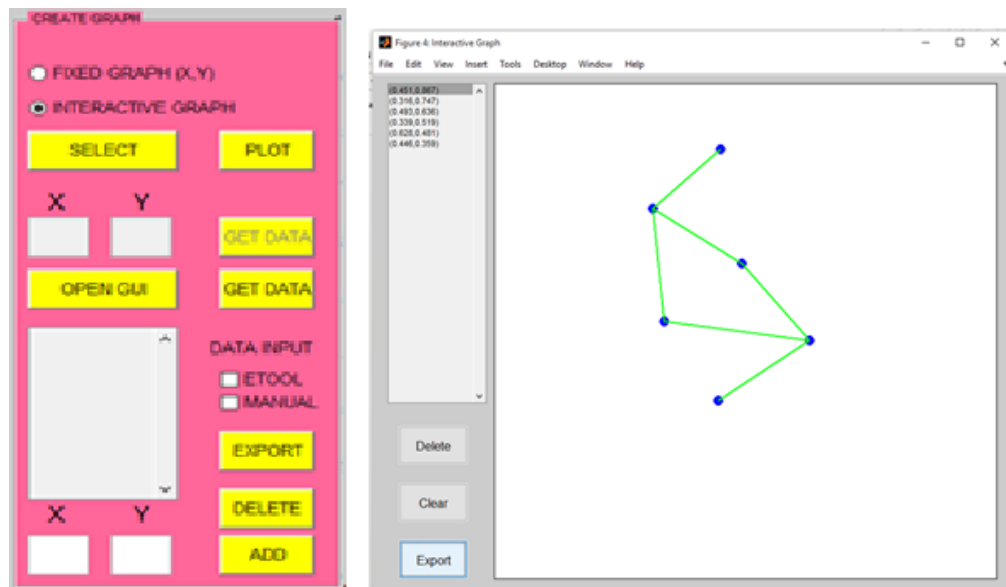 CREATE GRAPH
FIXED GRAPH (X,Y)
INTERACTIVE GRAPH
SELECT PLOT
X Y
GET DATA
OPEN GUI GET DATA
DATA INPUT
ETOOL
MANUAL
EXPORT
DELETE
X Y
ADD
Figure 4: Interactive Graph
File Edit View Insert Tools Desktop Window Help
(0.451,0.867)
(0.316,0.747)
(0.493,0.636)
(0.339,0.519)
(0.628,0.481)
(0.446,0.359)
Delete
Clear
Export